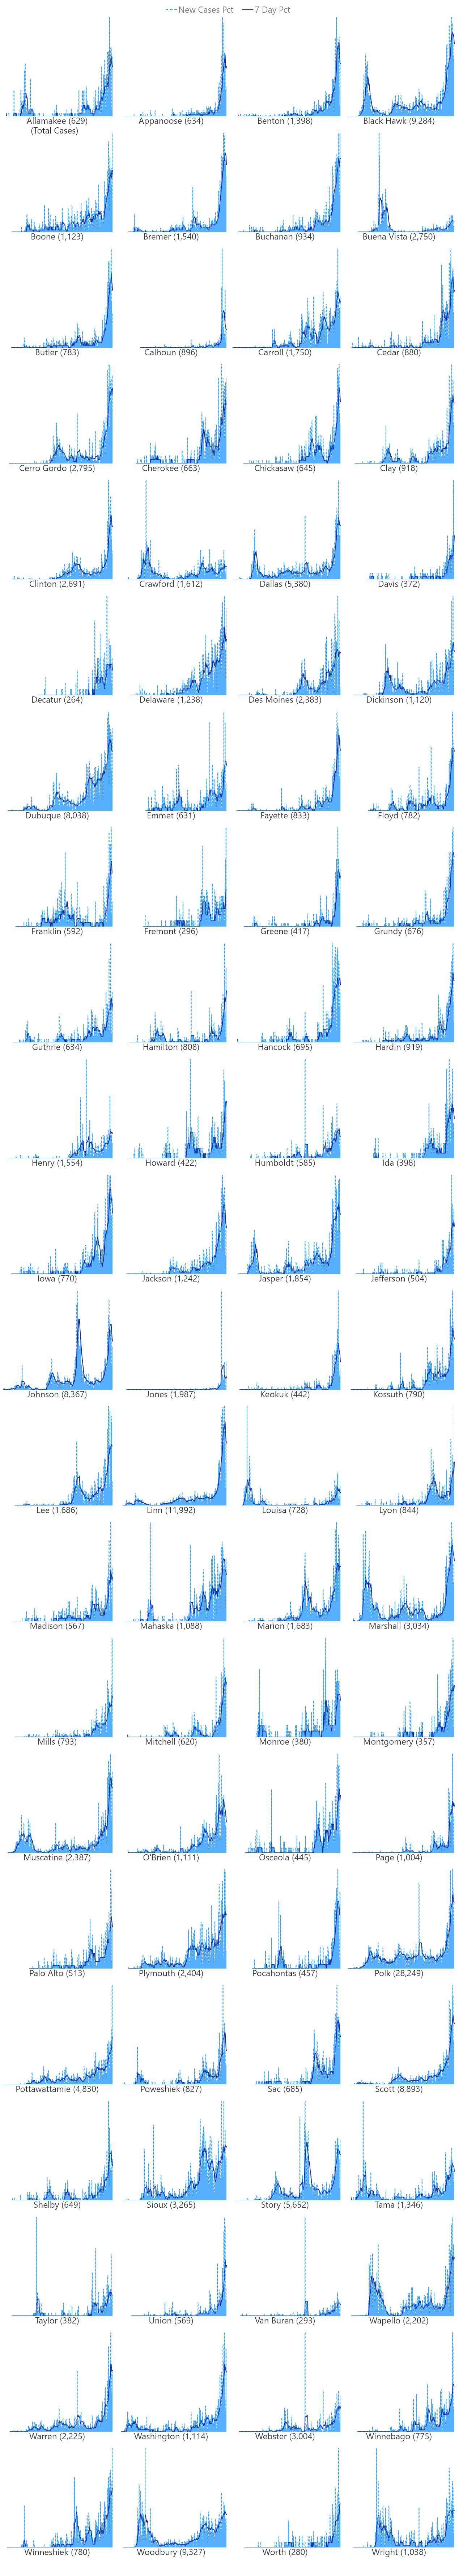 New Cases Pct 7 Day Pct
Allamakee (629) Appanoose (634) Benton (1,398) Black Hawk (9,284)
(Total Cases)
Boone (1,123) Bremer (1,540) Buchanan (934) Buena Vista (2,750)
Butler (783) Calhoun (896) Carroll (1,750) Cedar (880)
Cerro Gordo (2,795) Cherokee (663) Chickasaw (645) Clay (918)
Clinton (2,691) Crawford (1,612) Dallas (5,380) Davis (372)
Decatur (264) Delaware (1,238) Des Moines (2,383) Dickinson (1,120)
Dubuque (8,038) Emmet (631) Fayette (833) Floyd (782)
Franklin (592) Fremont (296) Greene (417) Grundy (676)
Guthrie (634) Hamilton (808) Hancock (695) Hardin (919)
Henry (1,554) Howard (422) Humboldt (585) Ida (398)
Iowa (770) Jackson (1,242) Jasper (1,854) Jefferson (504)
Johnson (8,367) Jones (1,987) Keokuk (442) Kossuth (790)
Lee (1,686) Linn (11,992) Louisa (728) Lyon (844)
Madison (567) Mahaska (1,088) Marion (1,683) Marshall (3,034)
Mills (793) Mitchell (620) Monroe (380) Montgomery (357)
Muscatine (2,387) O'Brien (1,111) Osceola (445) Page (1,004)
Palo Alto (513) Plymouth (2,404) Pocahontas (457) Polk (28,249)
Pottawattamie (4,830) Poweshiek (827) Sac (685) Scott (8,893)
Shelby (649) Sioux (3,265) Story (5,652) Tama (1,346)
Taylor (382) Union (569) Van Buren (293) Wapello (2,202)
Warren (2,225) Washington (1,114) Webster (3,004) Winnebago (775)
Winneshiek (780) Woodbury (9,327) Worth (280) Wright (1,038)